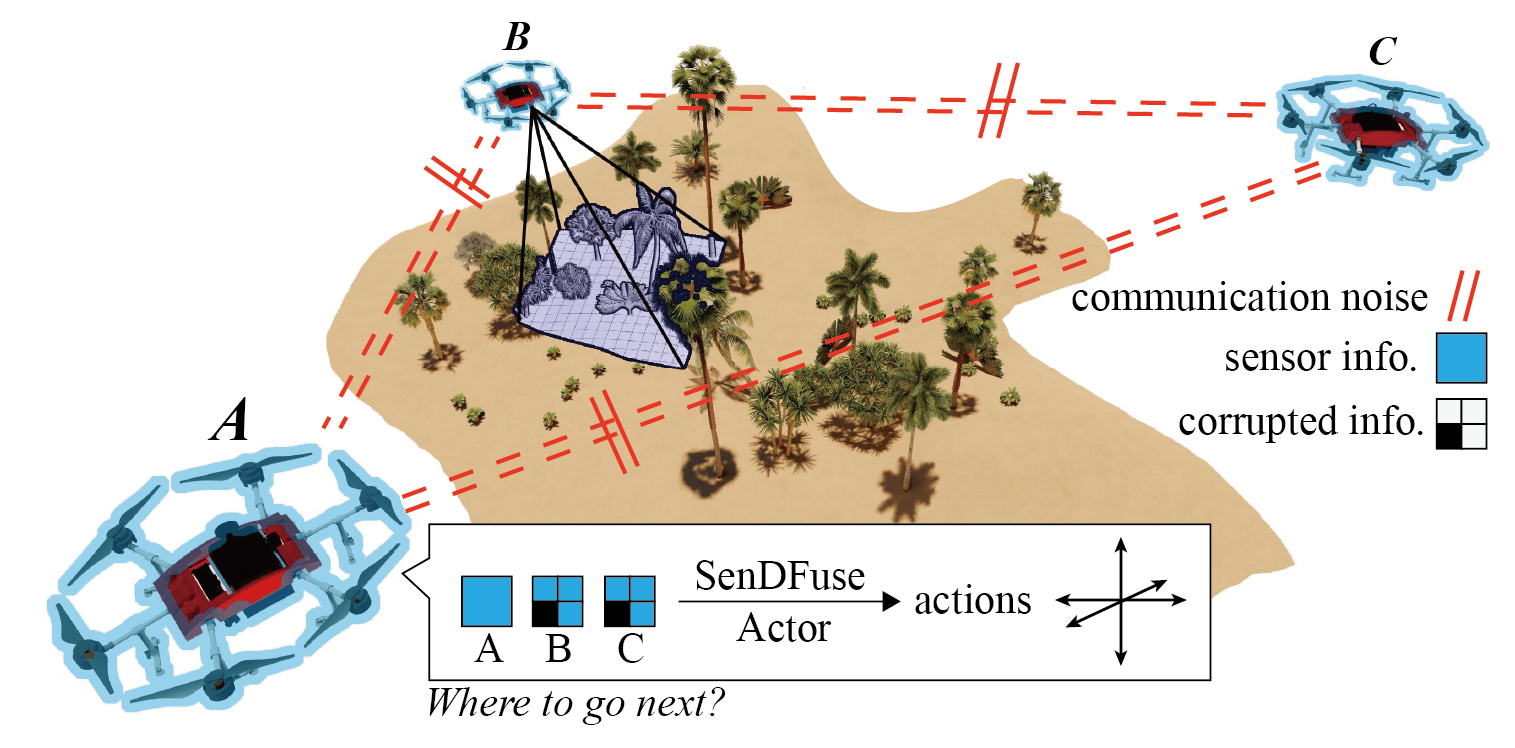 B
C
communication noise
sensor info.
corrupted info.
A
SenDFuse
actions
Actor
A B C
Where to go next?